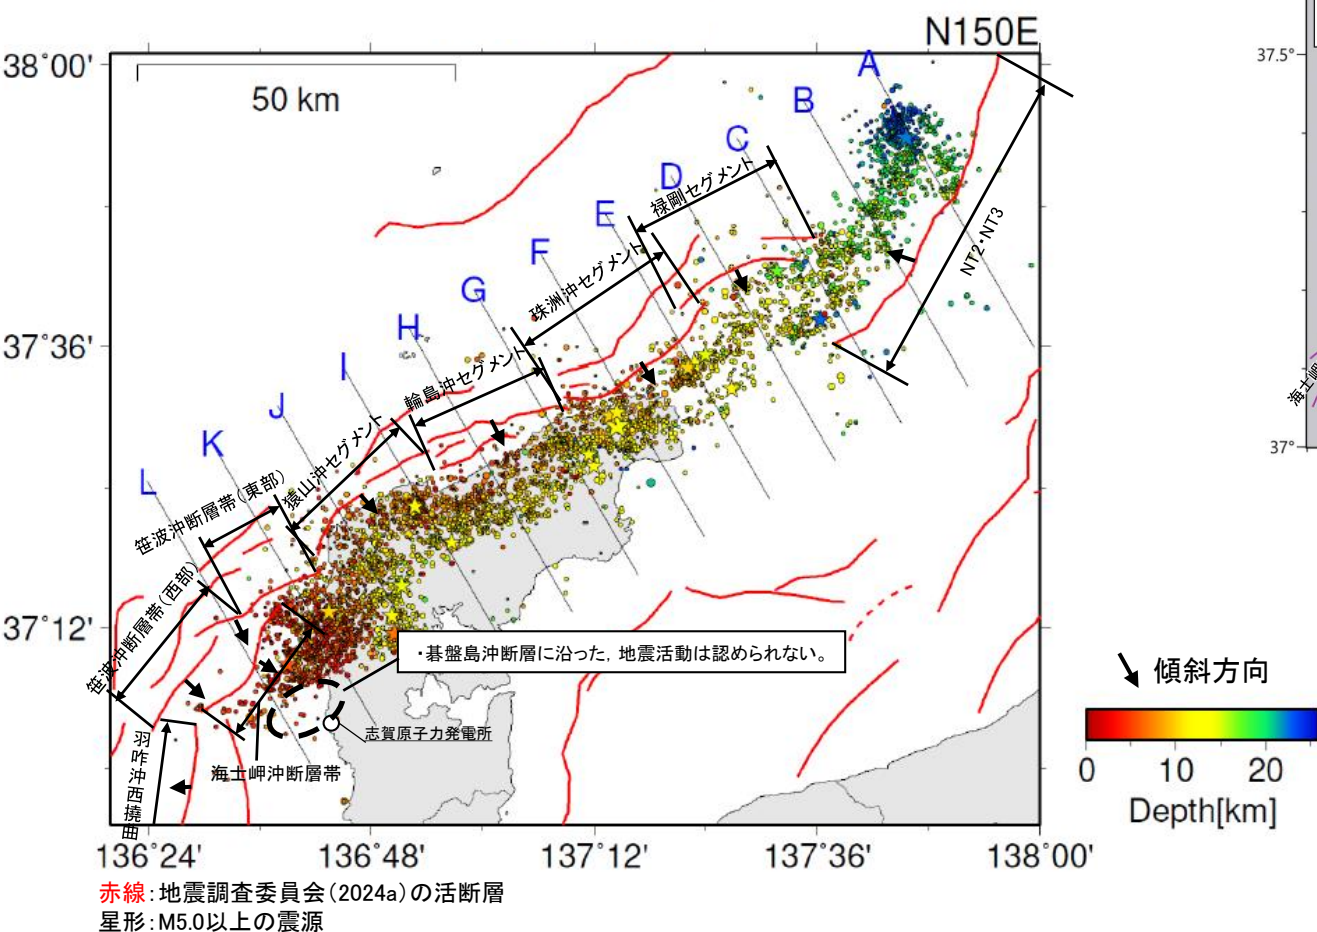 N150E
38°00'
37°36'
37°12'
50 km
A
B
C
D
E
F
G
H
I
J
K
L
禄剛セグメント
珠洲沖セグメント
輪島沖セグメント
猿山沖セグメント
笹波沖断層帯(東部)
笹波沖断層帯(西部)
NT2・NT3
・碁盤島沖断層に沿った,地震活動は認められない。
志賀原子力発電所
海士岬沖断層帯
羽咋沖西撓曲
136°24'
136°48'
137°12'
137°36'
138°00'
傾斜方向
0
10
20
Depth[km]
37.5°
37°
海士岬
赤線:地震調査委員会(2024a)の活断層
星形:M5.0以上の震源